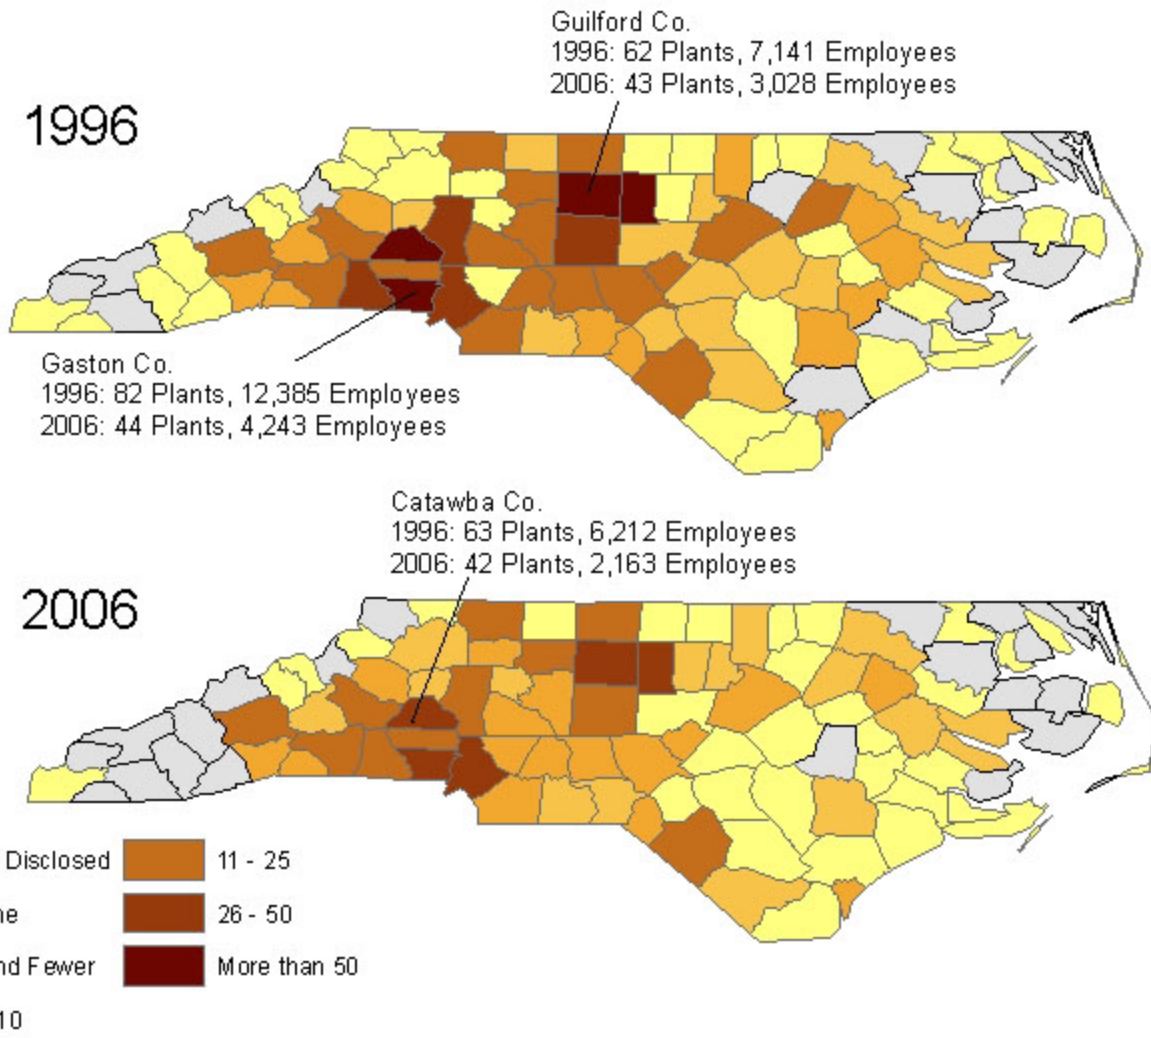 Guilford Co.
1996: 62 Plants, 7,141 Employees
2006: 43 Plants, 3,028 Employees
1996
Gaston Co.
1996: 82 Plants, 12,385 Employees
2006: 44 Plants, 4,243 Employees
Catawba Co.
1996: 63 Plants, 6,212 Employees
2006: 42 Plants, 2,163 Employees
2006
Disclosed
11 - 25
26 - 50
Fewer
More than 50
10